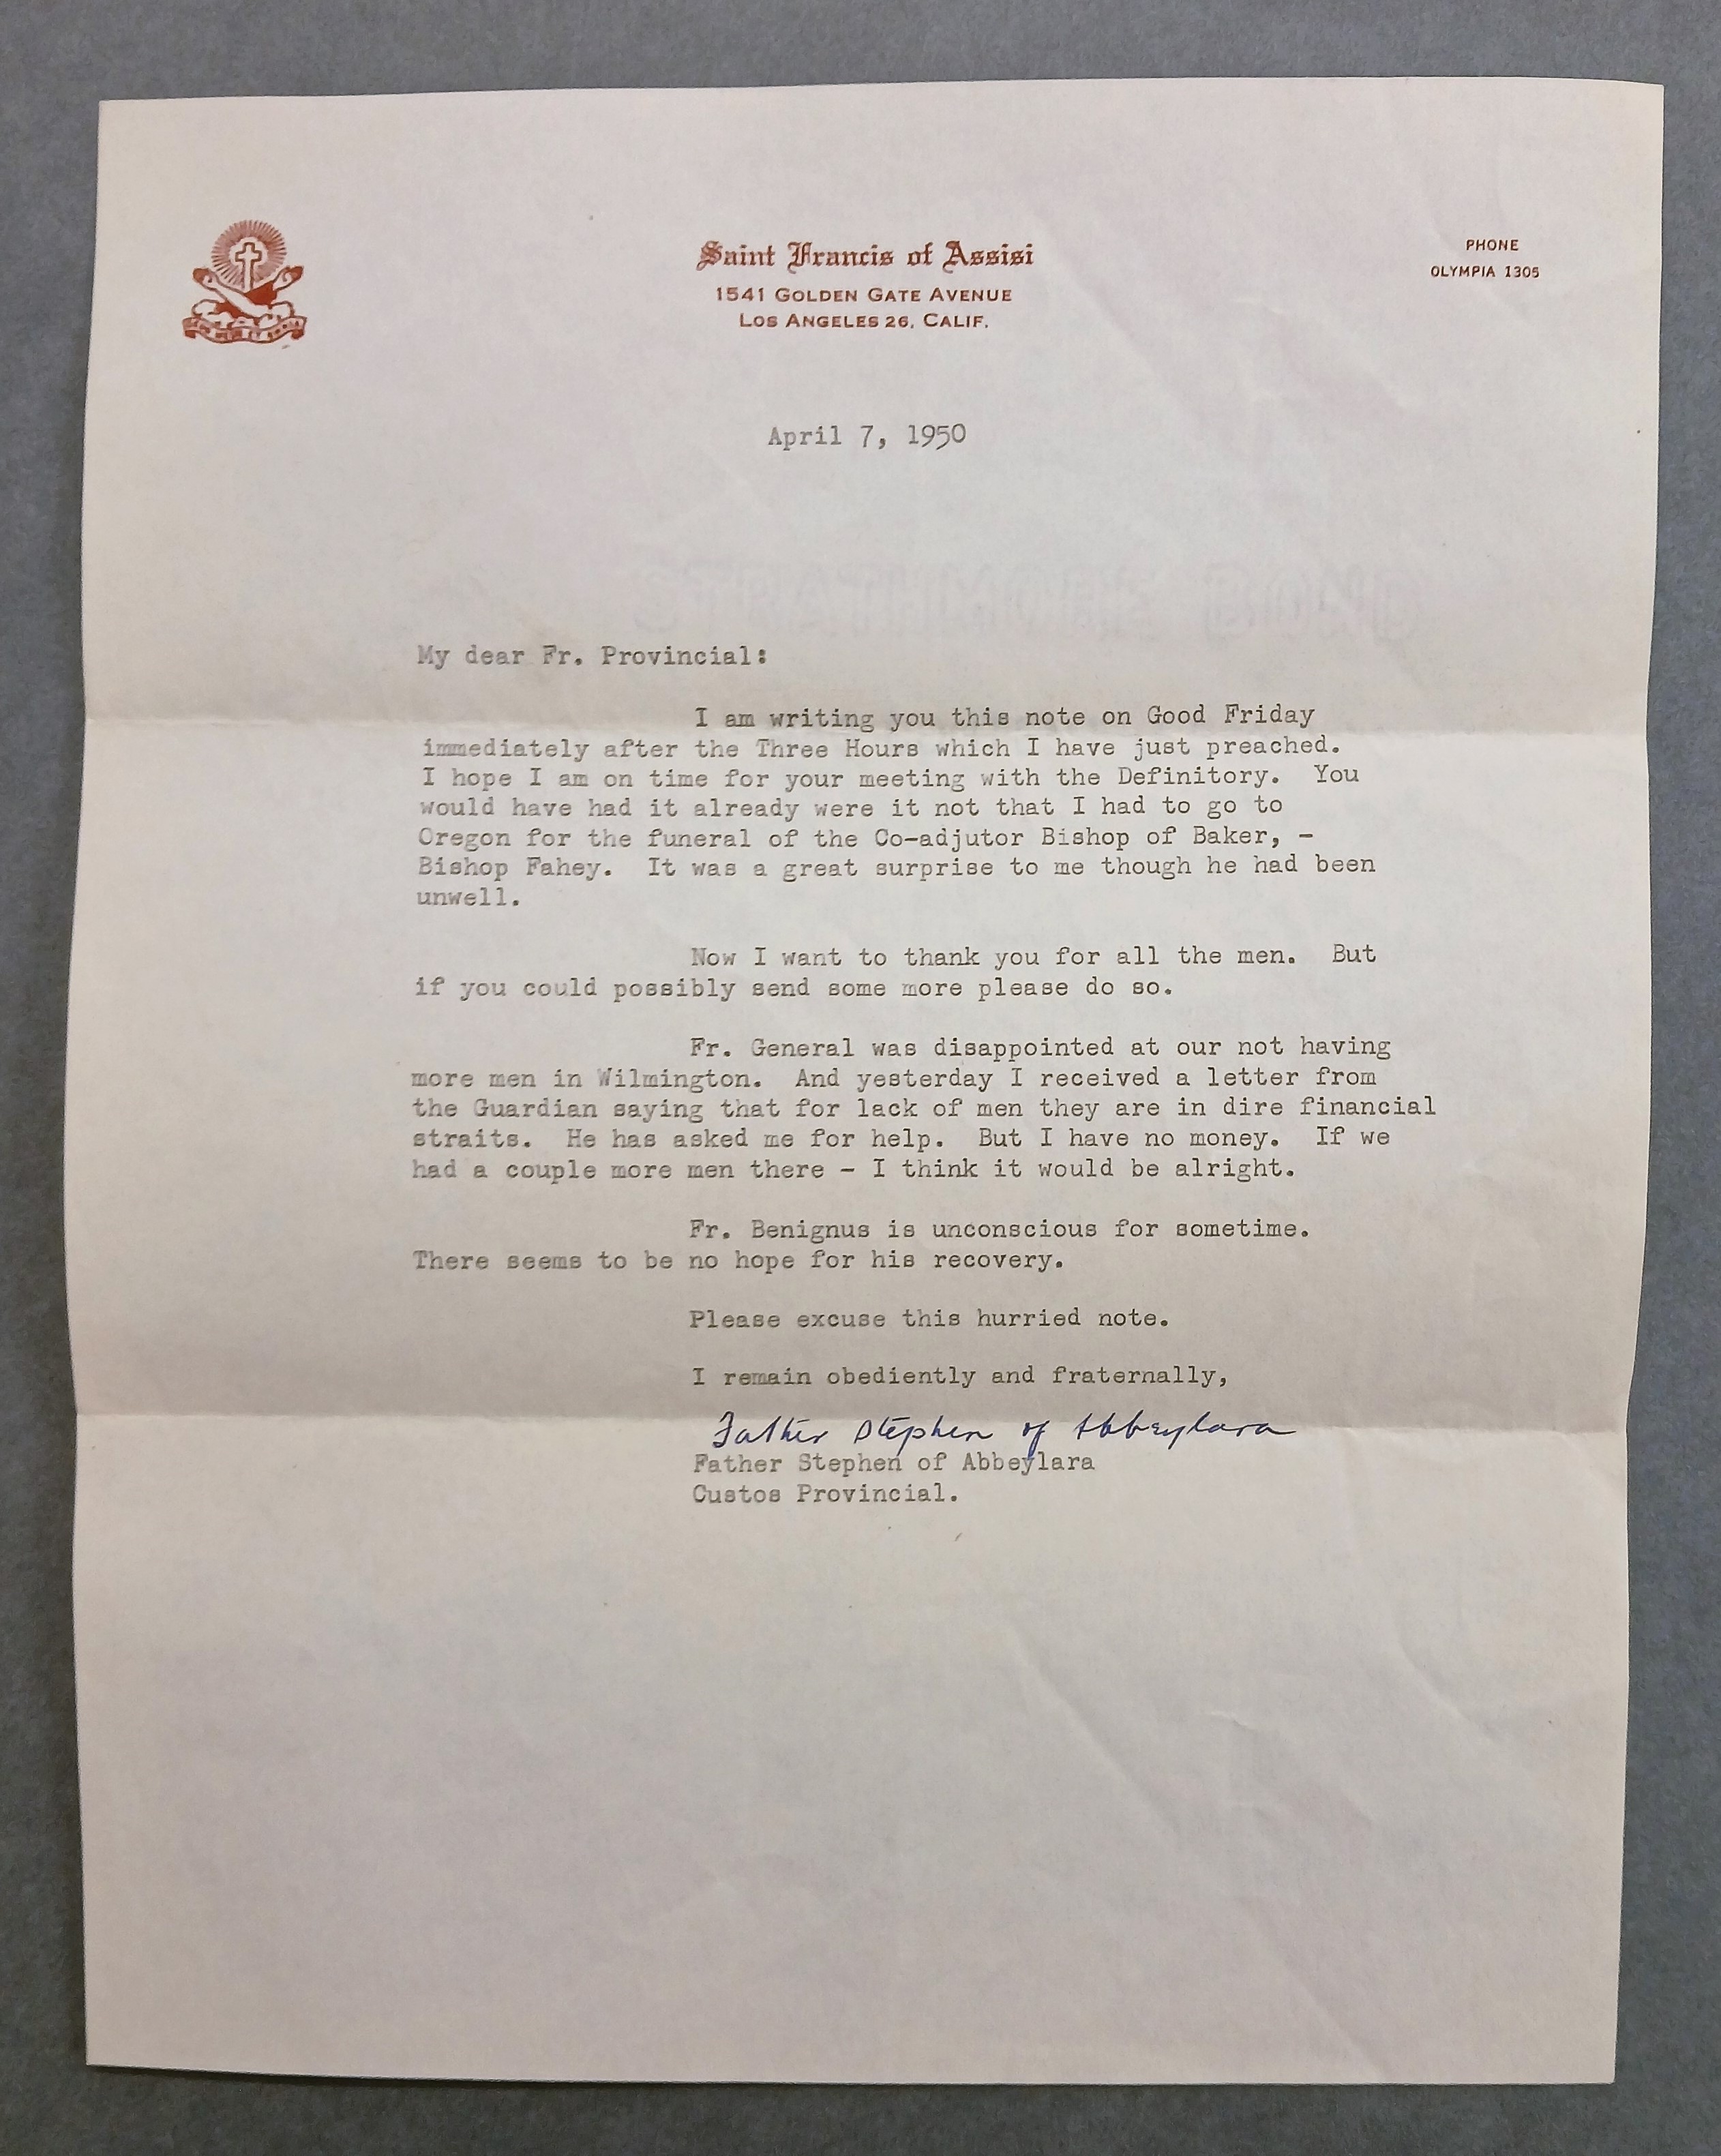 Saint Francis of Assisi
1541 GOLDEN GATE AVENUE
LOS ANGELES 26, CALIF.
PHONE
OLYMPIA 1305
April 7, 1950
My dear Fr. Provincial:
I am writing you this note on Good Friday
immediately after the Three Hours which I have just preached.
I hope I am on time for your meeting with the Definitory. You
would have had it already were it not that I had to go to
Oregon for the funeral of the Co-adjutor Bishop of Baker, -
Bishop Fahey. It was a great surprise to me though he had been
unwell.
Now I want to thank you for all the men. But
if you could possibly send some more please do so.
Fr. General was disappointed at our not having
more men in Wilmington. And yesterday I received a letter from
the Guardian saying that for lack of men they are in dire financial
straits. He has asked me for help. But I have no money. If we
had a couple more men there - I think it would be alright.
Fr. Benignus is unconscious for sometime.
There seems to be no hope for his recovery.
Please excuse this hurried note.
I remain obediently and fraternally,
Father Stephen of Abbeylara
Father Stephen of Abbeylara
Custos Provincial.